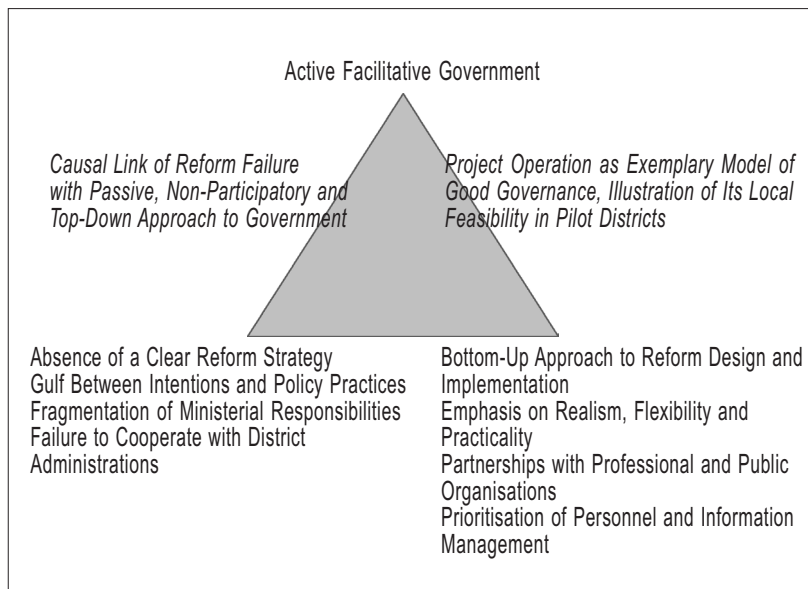 Active Facilitative Government
Causal Link of Reform Failure
with Passive, Non-Participatory and
Top-Down Approach to Government
Project Operation as Exemplary Model of
Good Governance, Illustration of Its Local
Feasibility in Pilot Districts
Absence of a Clear Reform Strategy
Gulf Between Intentions and Policy Practices
Fragmentation of Ministerial Responsibilities
Failure to Cooperate with District
Administrations
Bottom-Up Approach to Reform Design and
Implementation
Emphasis on Realism, Flexibility and
Practicality
Partnerships with Professional and Public
Organisations
Prioritisation of Personnel and Information
Management